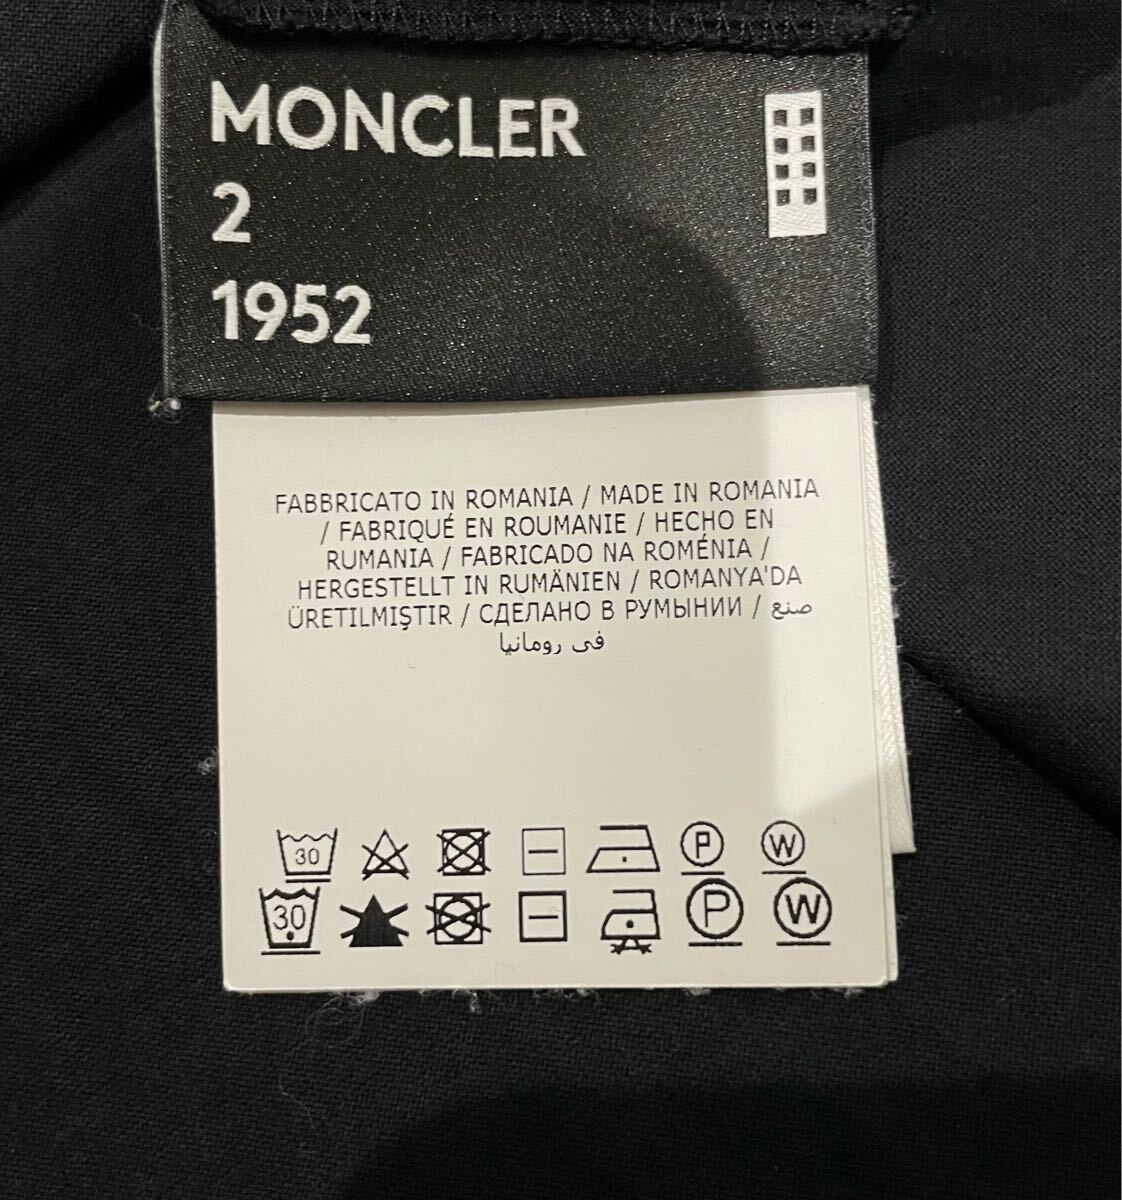 MONCLER
2
1952
FABBRICATO IN ROMANIA / MADE IN ROMANIA
/ FABRIQUÉ EN ROUMANIE / HECHO EN
RUMANIA / FABRICADO NA ROMÉNIA /
HERGESTELLT IN RUMÄNIEN / ROMANYA'DA
ÜRETILMIŞTIR / СДЕЛАНО В РУМЫНИИ / صنع
فى رومانيا
30 P W
30 P W